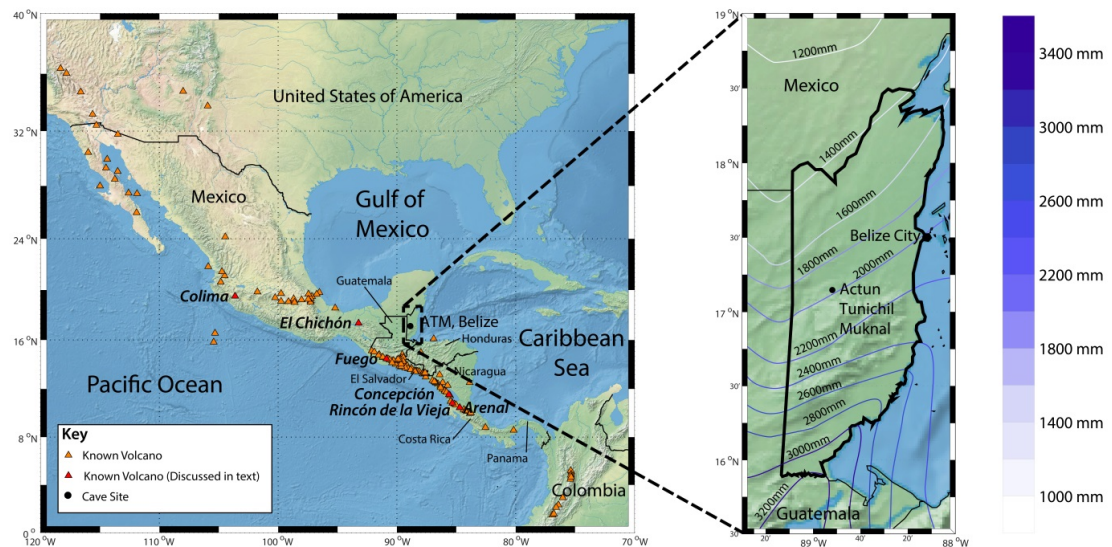 40 °N
32 °N
24 °N
16 °N
8 °N
0°
120°W
110°W
100°W
90°W
80°W
70°W
United States of America
Mexico
Gulf of
Mexico
Guatemala
Colima
El Chichón
ATM, Belize
Honduras
Caribbean
Sea
Fuego
El Salvador
Nicaragua
Pacific Ocean
Concepción
Rincón de la Vieja
Arenal
Costa Rica
Panama
Colombia
Key
Known Volcano
Known Volcano (Discussed in text)
Cave Site
19°N
30'
18 °N
30'
17 °N
30'
16 °N
30'
20'
89 °W
40'
20'
88 °W
1200mm
Mexico
1400mm
1600mm
Belize City
1800mm
2000mm
Actun
Tunichil
Muknal
2200mm
2400mm
2600mm
2800mm
3000mm
3200mm
Guatemala
3400 mm
3000 mm
2600 mm
2200 mm
1800 mm
1400 mm
1000 mm